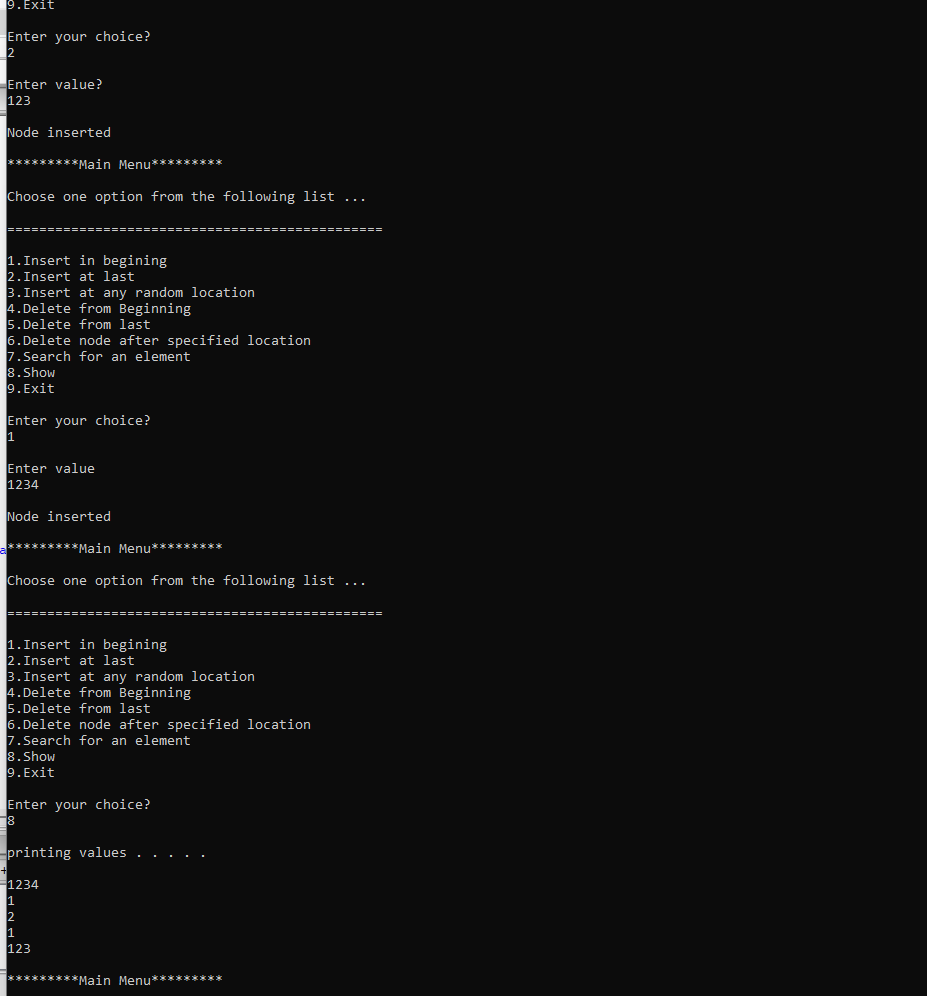 9.Exit
Enter your choice?
2
Enter value?
123
Node inserted
*********Main Menu*********
Choose one option from the following list ...
===============================================
1.Insert in begining
2.Insert at last
3.Insert at any random location
4.Delete from Beginning
5.Delete from last
6.Delete node after specified location
7.Search for an element
8.Show
9.Exit
Enter your choice?
1
Enter value
1234
Node inserted
*********Main Menu*********
Choose one option from the following list ...
===============================================
1.Insert in begining
2.Insert at last
3.Insert at any random location
4.Delete from Beginning
5.Delete from last
6.Delete node after specified location
7.Search for an element
8.Show
9.Exit
Enter your choice?
8
printing values . . . . .
1234
1
2
1
123
*********Main Menu*********